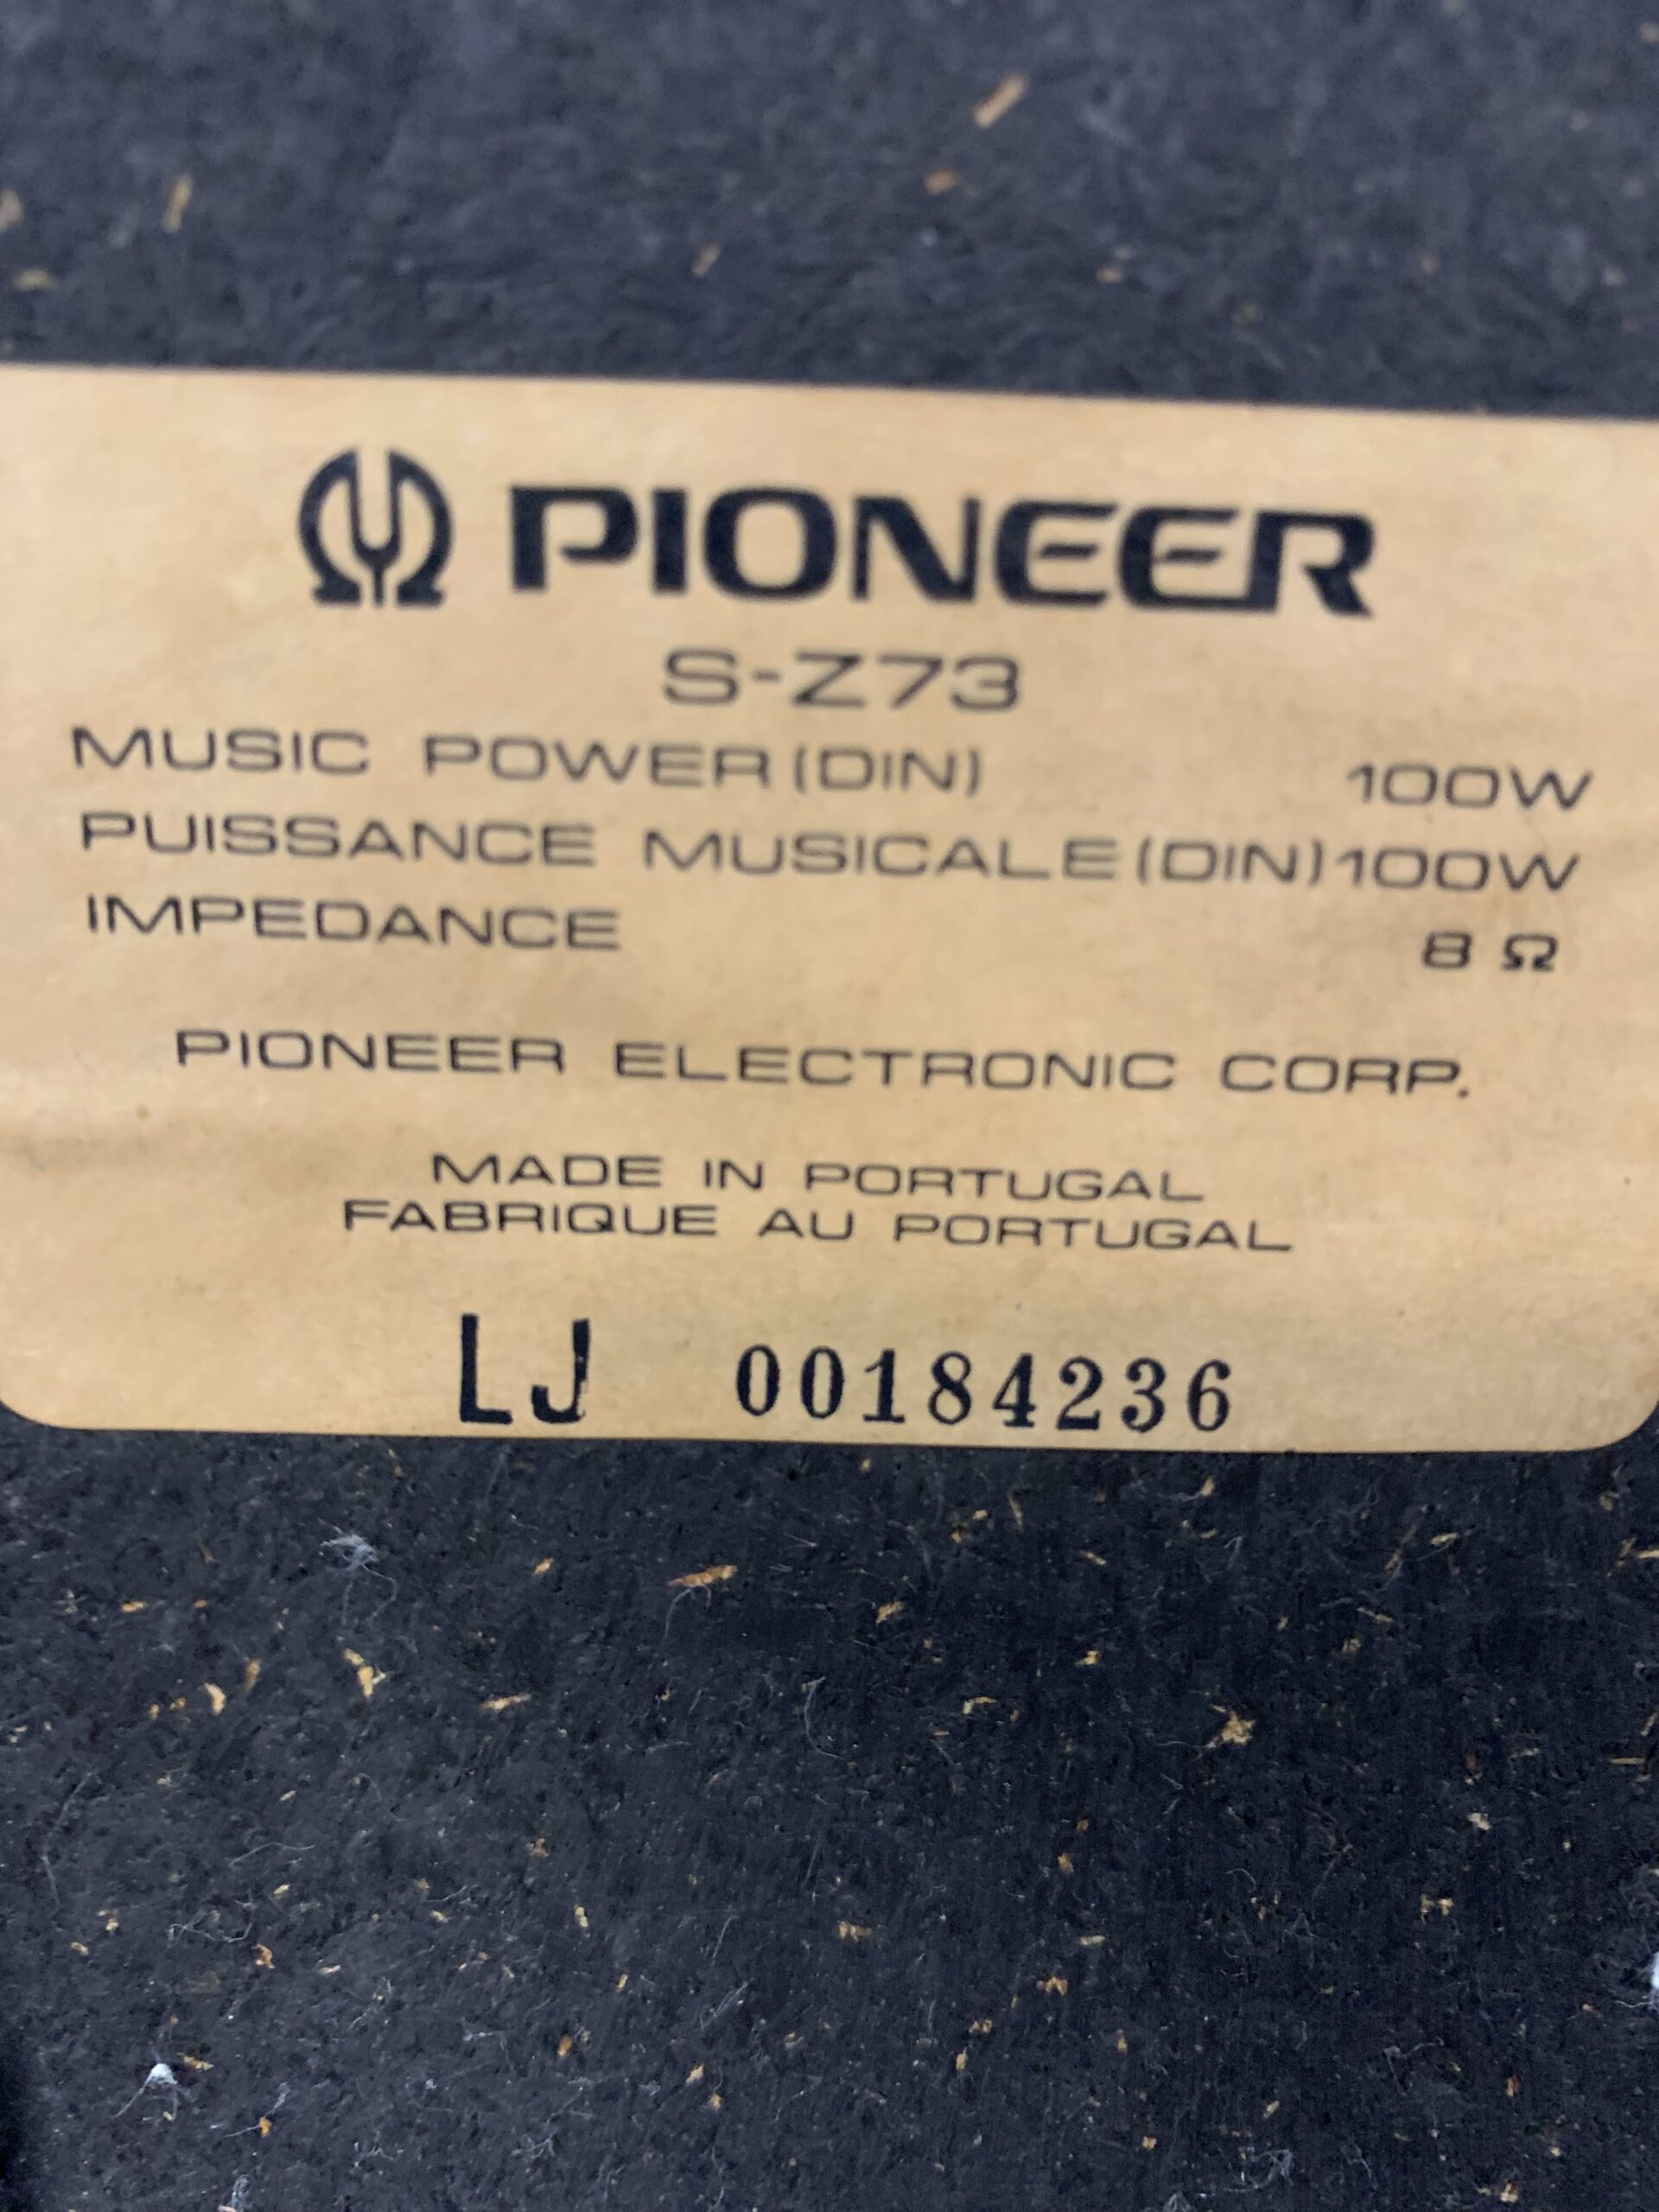 PIONEER
S-Z73
MUSIC POWER (DIN) 100W
PUISSANCE MUSICALE (DIN) 100W
IMPEDANCE 8 Ω
PIONEER ELECTRONIC CORP.
MADE IN PORTUGAL
FABRIQUE AU PORTUGAL
LJ 00184236